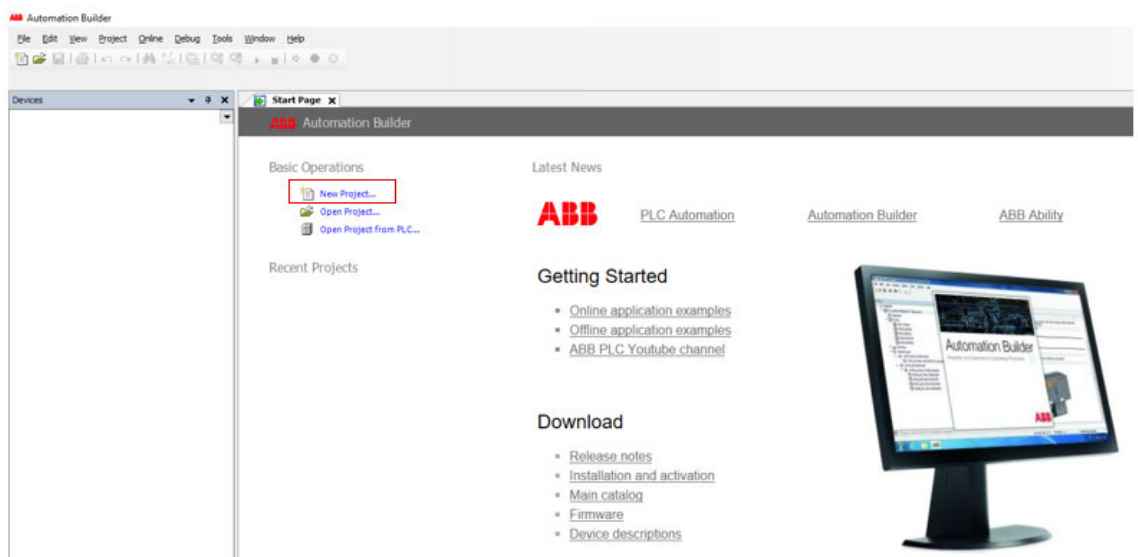 ABB Automation Builder
File Edit View Project Online Debug Tools Window Help
Devices
Start Page
ABB Automation Builder
Basic Operations
New Project...
Open Project...
Open Project from PLC...
Recent Projects
Latest News
ABB PLC Automation Automation Builder ABB Ability
Getting Started
Online application examples
Offline application examples
ABB PLC Youtube channel
Download
Release notes
Installation and activation
Main catalog
Firmware
Device descriptions
Automation Builder
ABB